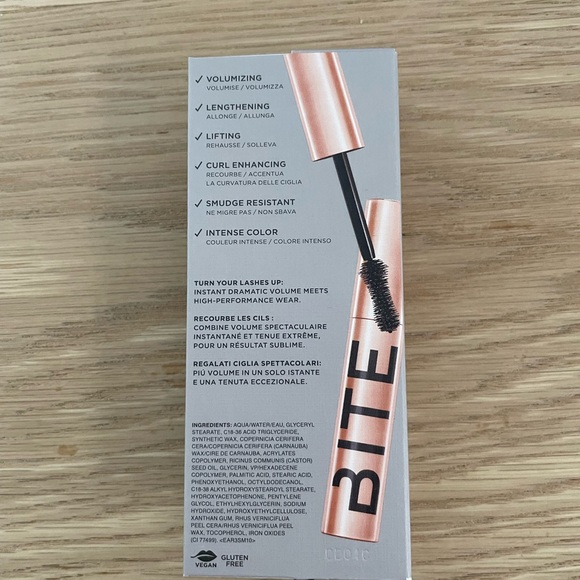 VOLUMIZING
VOLUMISE / VOLUMIZZA
LENGTHENING
ALLONGE / ALLUNGA
LIFTING
REHAUSSE / SOLLEVA
CURL ENHANCING
RECOURBE / ACCENTUA
LA CURVATURA DELLE CIGLIA
SMUDGE RESISTANT
NE MIGRE PAS / NON SBAVA
INTENSE COLOR
COULEUR INTENSE / COLORE INTENSO
TURN YOUR LASHES UP:
INSTANT DRAMATIC VOLUME MEETS
HIGH-PERFORMANCE WEAR.
RECOURBE LES CILS :
COMBINE VOLUME SPECTACULAIRE
INSTANTANÉ ET TENUE EXTRÊME,
POUR UN RÉSULTAT SUBLIME.
REGALATI CIGLIA SPETTACOLARI:
PIÙ VOLUME IN UN SOLO ISTANTE
E UNA TENUTA ECCEZIONALE.
INGREDIENTS: AQUA/WATER/EAU, GLYCERYL
STEARATE, C18-36 ACID TRIGLYCERIDE,
SYNTHETIC WAX, COPERNICIA CERIFERA
CERA/COPERNICIA CERIFERA (CARNAUBA)
WAX/CIRE DE CARNAUBA, ACRYLATES
COPOLYMER, RICINUS COMMUNIS (CASTOR)
SEED OIL, GLYCERIN, VP/HEXADECENE
COPOLYMER, PALMITIC ACID, STEARIC ACID,
PHENOXYETHANOL, OCTYLDODECANOL,
C18-38 ALKYL HYDROXYSTEAROYL STEARATE,
HYDROXYACETOPHENONE, PENTYLENE
GLYCOL, ETHYLHEXYLGLYCERIN, SODIUM
HYDROXIDE, HYDROXYETHYLCELLULOSE,
XANTHAN GUM, RHUS VERNICIFLUA
PEEL CERA/RHUS VERNICIFLUA PEEL
WAX, TOCOPHEROL, IRON OXIDES
(CI 77499). <EAR3SM10>
VEGAN
GLUTEN
FREE
BITE